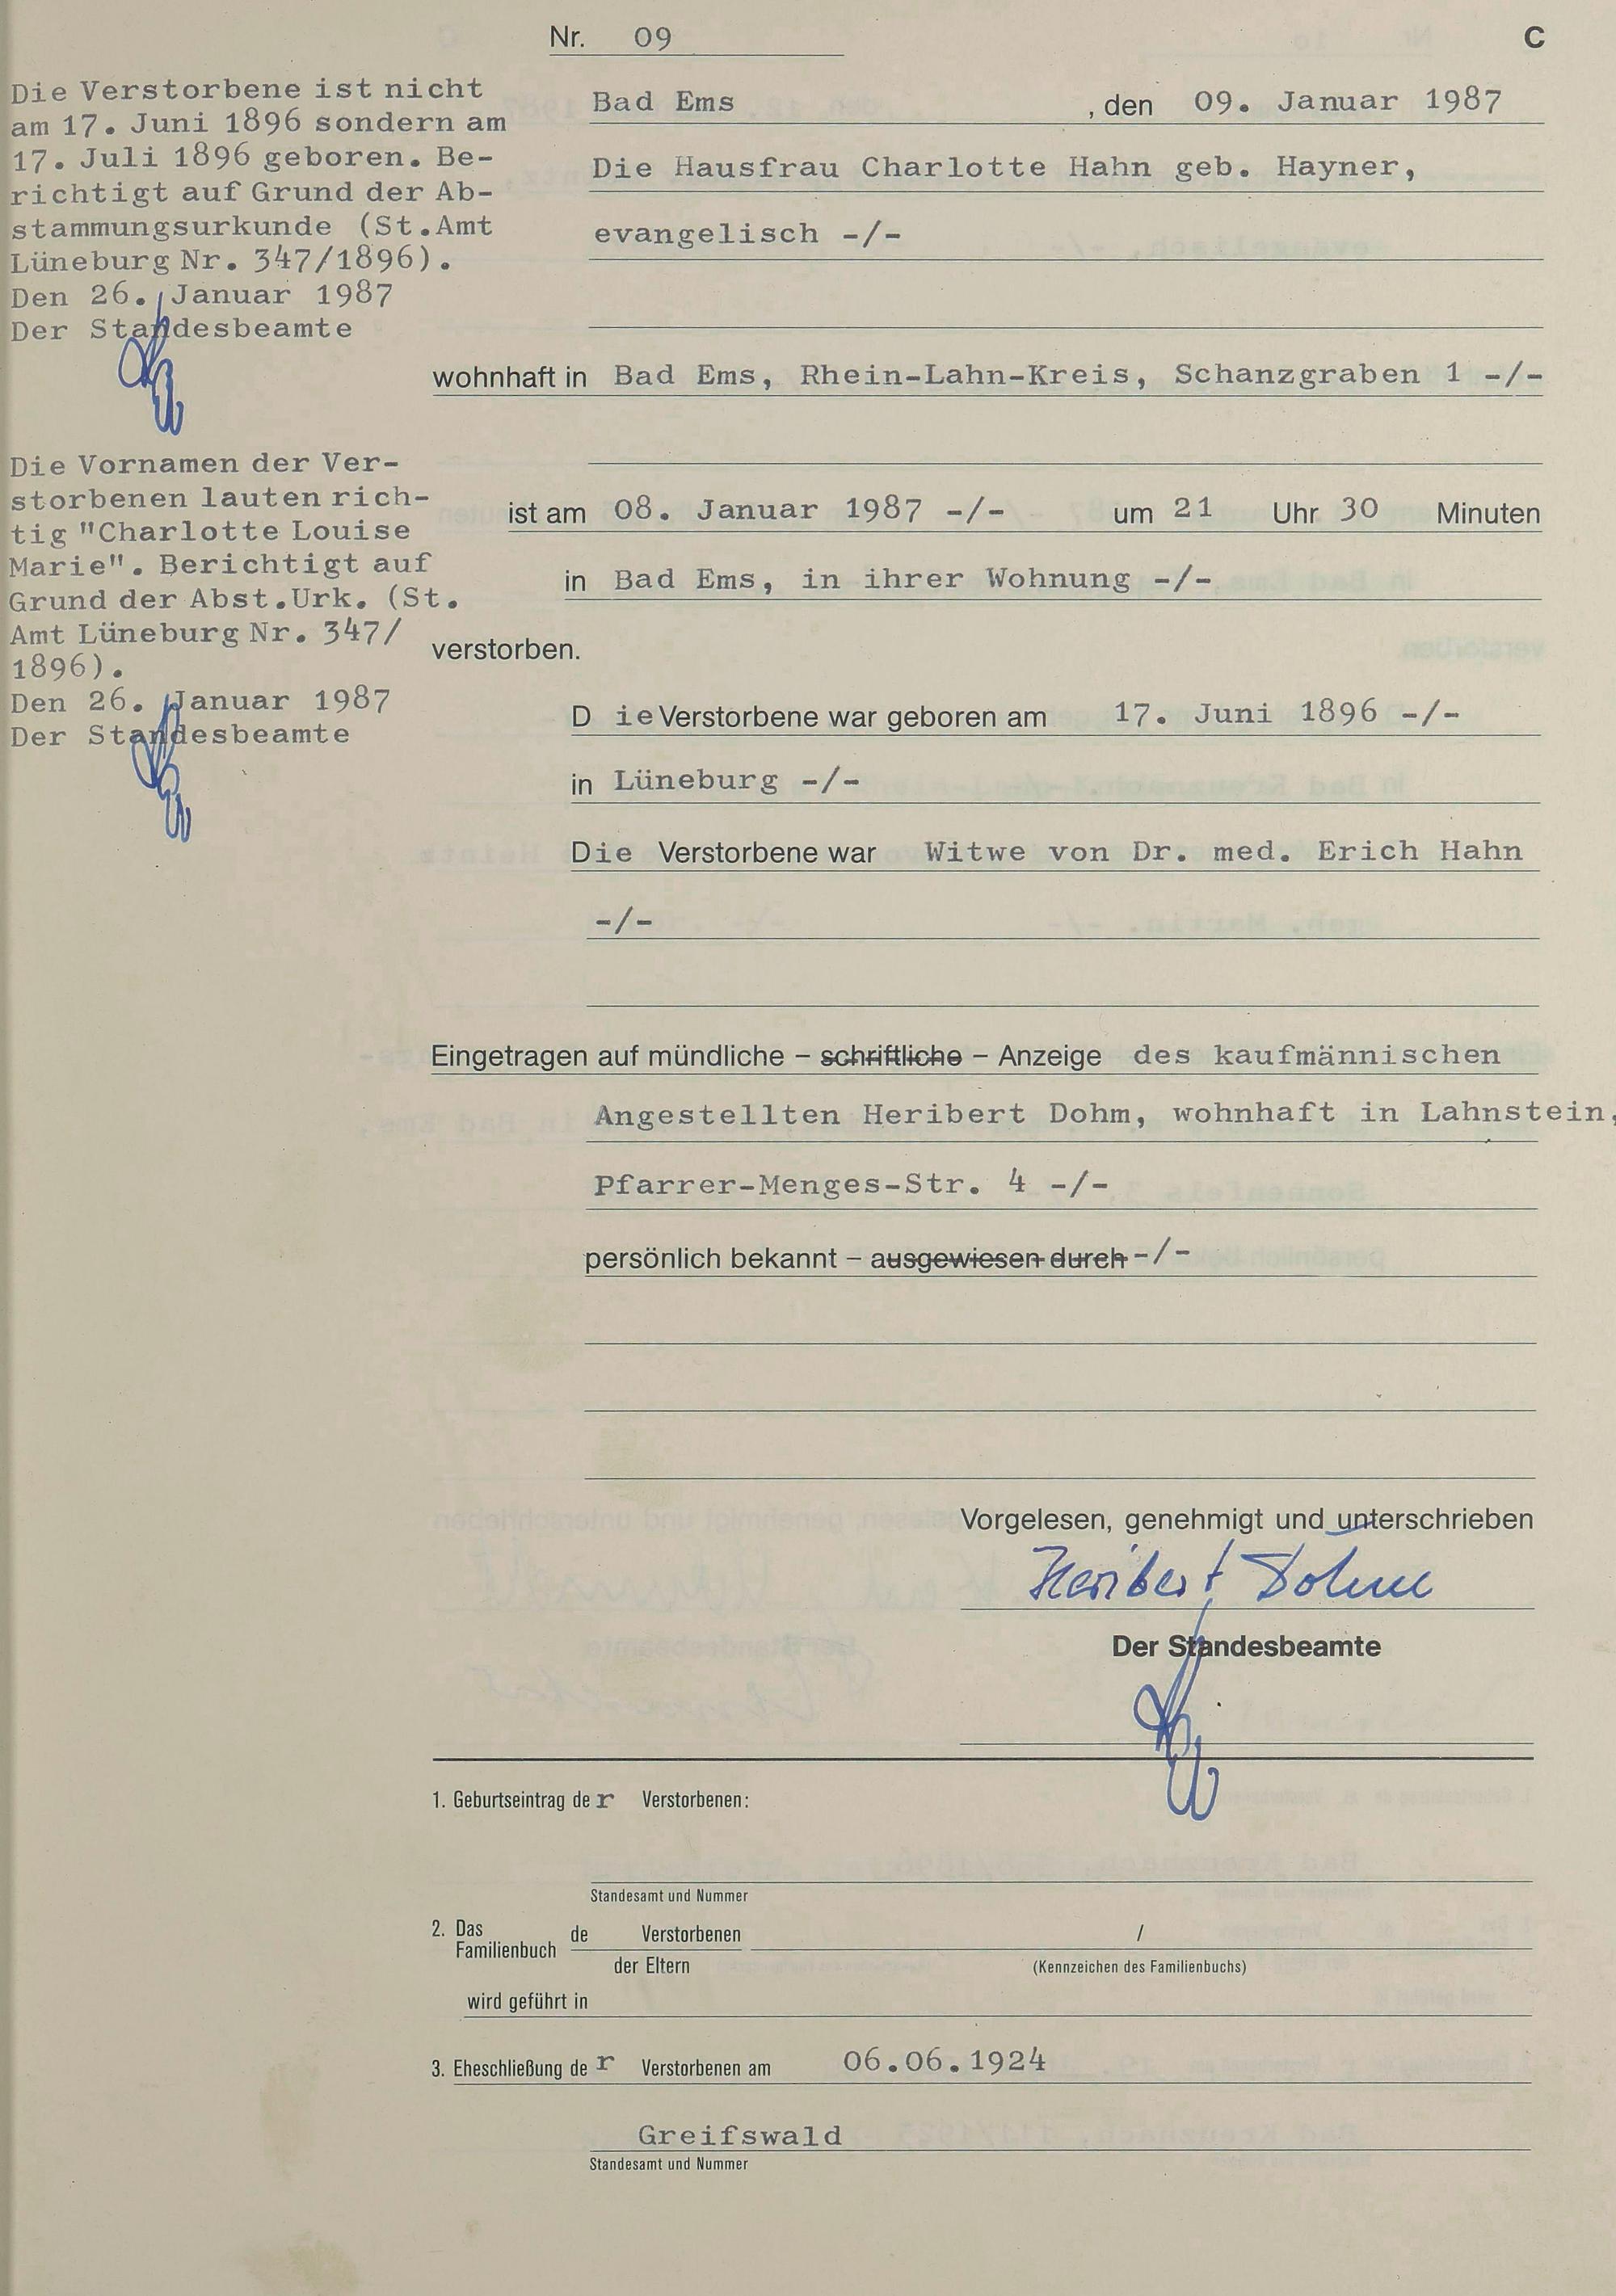 Nr. 09
C
Die Verstorbene ist nicht
am 17. Juni 1896 sondern am
17. Juli 1896 geboren. Be-
richtigt auf Grund der Ab-
stammungsurkunde (St.Amt
Lüneburg Nr. 347/1896).
Den 26. Januar 1987
Der Standesbeamte
Die Vornamen der Ver-
storbenen lauten rich-
tig "Charlotte Louise
Marie". Berichtigt auf
Grund der Abst.Urk. (St.
Amt Lüneburg Nr. 347/
1896).
Den 26. Januar 1987
Der Standesbeamte
Bad Ems , den 09. Januar 1987
Die Hausfrau Charlotte Hahn geb. Hayner,
evangelisch -/-
wohnhaft in Bad Ems, Rhein-Lahn-Kreis, Schanzgraben 1 -/-
ist am 08. Januar 1987 -/- um 21 Uhr 30 Minuten
in Bad Ems, in ihrer Wohnung -/-
verstorben.
D ie Verstorbene war geboren am 17. Juni 1896 -/-
in Lüneburg -/-
Die Verstorbene war Witwe von Dr. med. Erich Hahn
-/-
Eingetragen auf mündliche – schriftliche – Anzeige des kaufmännischen
Angestellten Heribert Dohm, wohnhaft in Lahnstein,
Pfarrer-Menges-Str. 4 -/-
persönlich bekannt – ausgewiesen durch -/-
Vorgelesen, genehmigt und unterschrieben
Heribert Dohm
Der Standesbeamte
1. Geburtseintrag de r Verstorbenen:
Standesamt und Nummer
2. Das Familienbuch de Verstorbenen /
der Eltern (Kennzeichen des Familienbuchs)
wird geführt in
3. Eheschließung de r Verstorbenen am 06.06.1924
Greifswald
Standesamt und Nummer